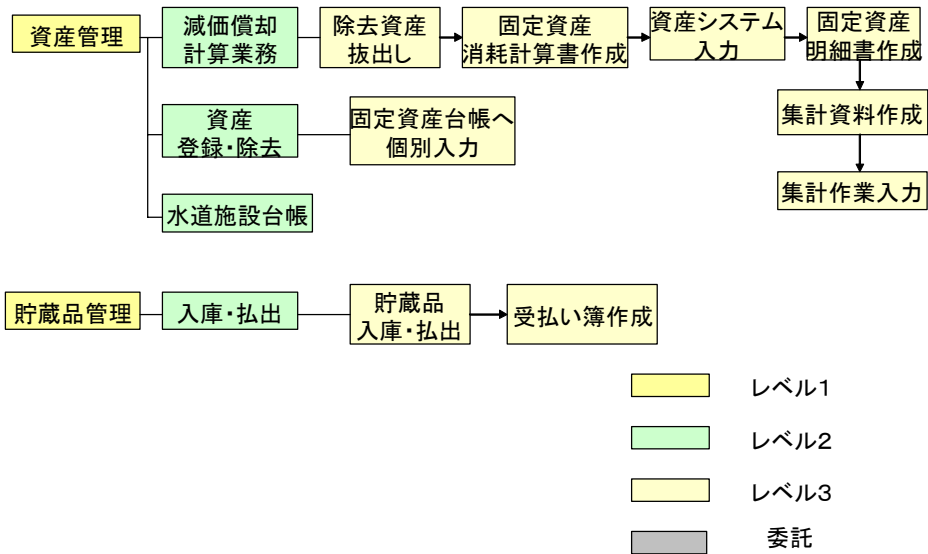 資産管理
減価償却
計算業務
除去資産
抜出し
固定資産
消耗計算書作成
資産システム
入力
固定資産
明細書作成
集計資料作成
集計作業入力
資産
登録・除去
固定資産台帳へ
個別入力
水道施設台帳
貯蔵品管理
入庫・払出
貯蔵品
入庫・払出
受払い簿作成
レベル1
レベル2
レベル3
委託